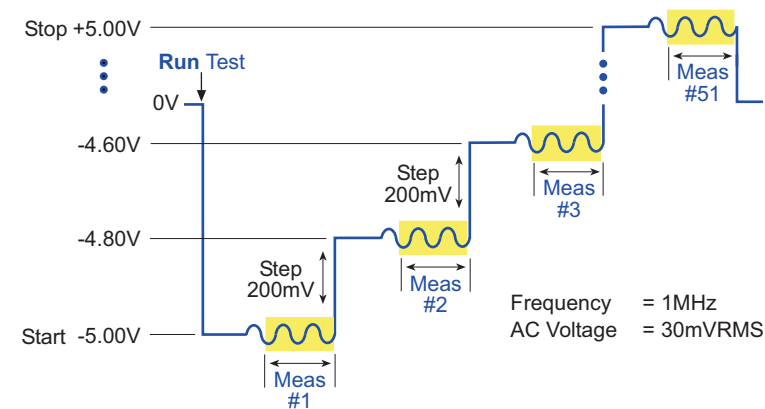 Stop +5.00V
Run Test
0V
Meas
#51
-4.60V
Step
200mV
Meas
#3
-4.80V
Step
200mV
Meas
#2
Frequency = 1MHz
AC Voltage = 30mVRMS
Start -5.00V
Meas
#1